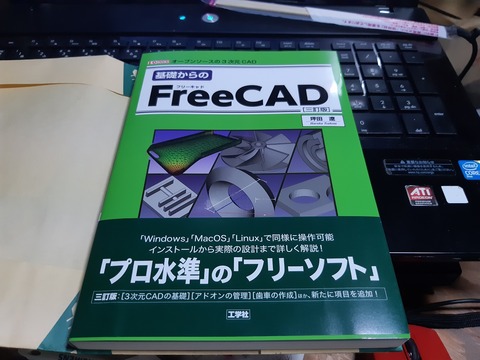 オープンソースの3次元CAD
基礎からの
フリーキャド
FreeCAD
[三訂版]
坪田 遼
「Windows」「MacOS」「Linux」で同様に操作可能
インストールから実際の設計まで詳しく解説!
「プロ水準」の「フリーソフト」
三訂版:[3次元CADの基礎][アドオンの管理][歯車の作成]ほか、新たに項目を追加!
工学社
ATI
intel